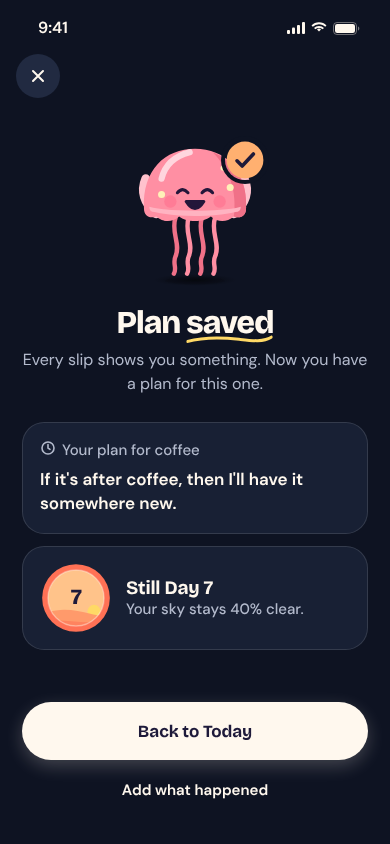 9:41
Plan saved
Every slip shows you something. Now you have
a plan for this one.
Your plan for coffee
If it's after coffee, then I'll have it
somewhere new.
7
Still Day 7
Your sky stays 40% clear.
Back to Today
Add what happened